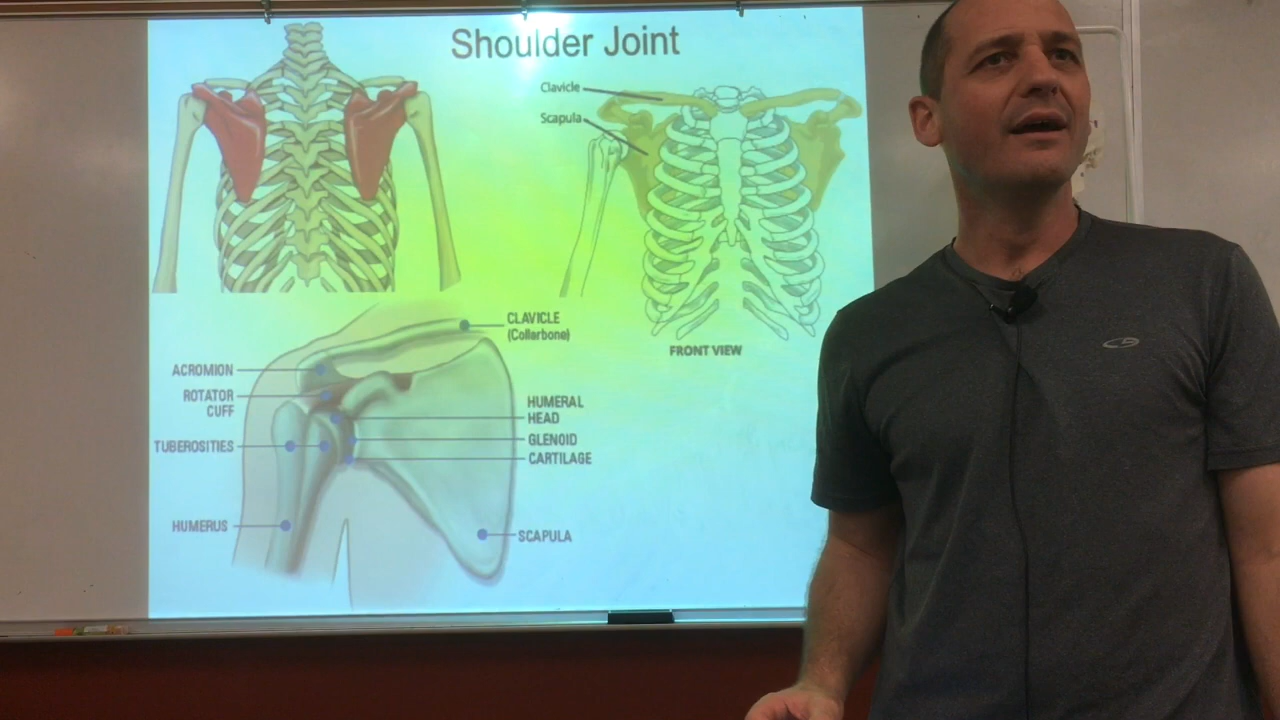 Shoulder Joint
Clavicle
Scapula
FRONT VIEW
CLAVICLE
(Collarbone)
ACROMION
ROTATOR
CUFF
TUBEROSITIES
HUMERUS
HUMERAL
HEAD
GLENOID
CARTILAGE
SCAPULA